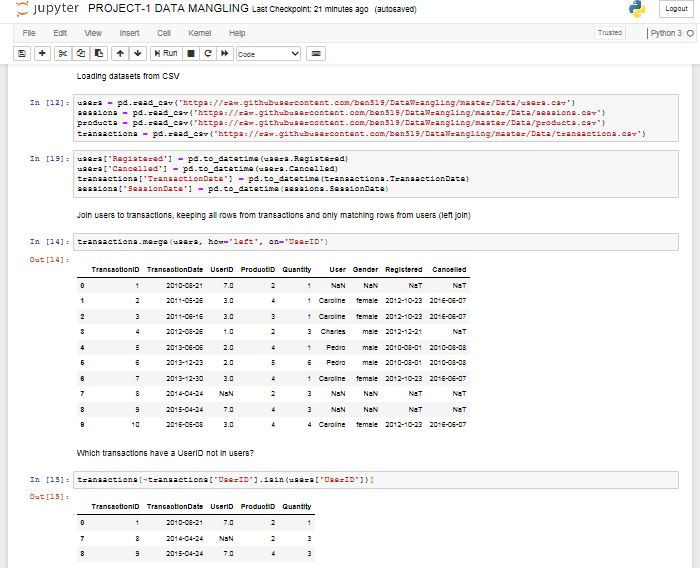 jupyter PROJECT-1 DATA MANGLING Last Checkpoint: 21 minutes ago (autosaved)
Logout
File Edit View Insert Cell Kernel Help
Trusted
Python 3
Run
Code
Loading datasets from CSV
In [12]: users = pd.read_csv('https://raw.githubusercontent.com/ben519/DataWrangling/master/Data/users.csv')
sessions = pd.read_csv('https://raw.githubusercontent.com/ben519/DataWrangling/master/Data/sessions.csv')
products = pd.read_csv('https://raw.githubusercontent.com/ben519/DataWrangling/master/Data/products.csv')
transactions = pd.read_csv('https://raw.githubusercontent.com/ben519/DataWrangling/master/Data/transactions.csv')
In [19]: users['Registered'] = pd.to_datetime(users.Registered)
users['Cancelled'] = pd.to_datetime(users.Cancelled)
transactions['TransactionDate'] = pd.to_datetime(transactions.TransactionDate)
sessions['SessionDate'] = pd.to_datetime(sessions.SessionDate)
Join users to transactions, keeping all rows from transactions and only matching rows from users (left join)
In [14]: transactions.merge(users, how='left', on='UserID')
Out[14]:
TransactionID TransactionDate UserID ProductID Quantity User Gender Registered Cancelled
0 1 2010-08-21 7.0 2 1 NaN NaN NaT NaT
1 2 2011-05-26 3.0 4 1 Caroline female 2012-10-23 2016-06-07
2 3 2011-06-16 3.0 3 1 Caroline female 2012-10-23 2016-06-07
3 4 2012-08-26 1.0 2 3 Charles male 2012-12-21 NaT
4 5 2013-06-06 2.0 4 1 Pedro male 2010-08-01 2010-08-08
5 6 2013-12-23 2.0 5 6 Pedro male 2010-08-01 2010-08-08
6 7 2013-12-30 3.0 4 1 Caroline female 2012-10-23 2016-06-07
7 8 2014-04-24 NaN 2 3 NaN NaN NaT NaT
8 9 2015-04-24 7.0 4 3 NaN NaN NaT NaT
9 10 2016-05-08 3.0 4 4 Caroline female 2012-10-23 2016-06-07
Which transactions have a UserID not in users?
In [15]: transactions[~transactions['UserID'].isin(users['UserID'])]
Out[15]:
TransactionID TransactionDate UserID ProductID Quantity
0 1 2010-08-21 7.0 2 1
7 8 2014-04-24 NaN 2 3
8 9 2015-04-24 7.0 4 3